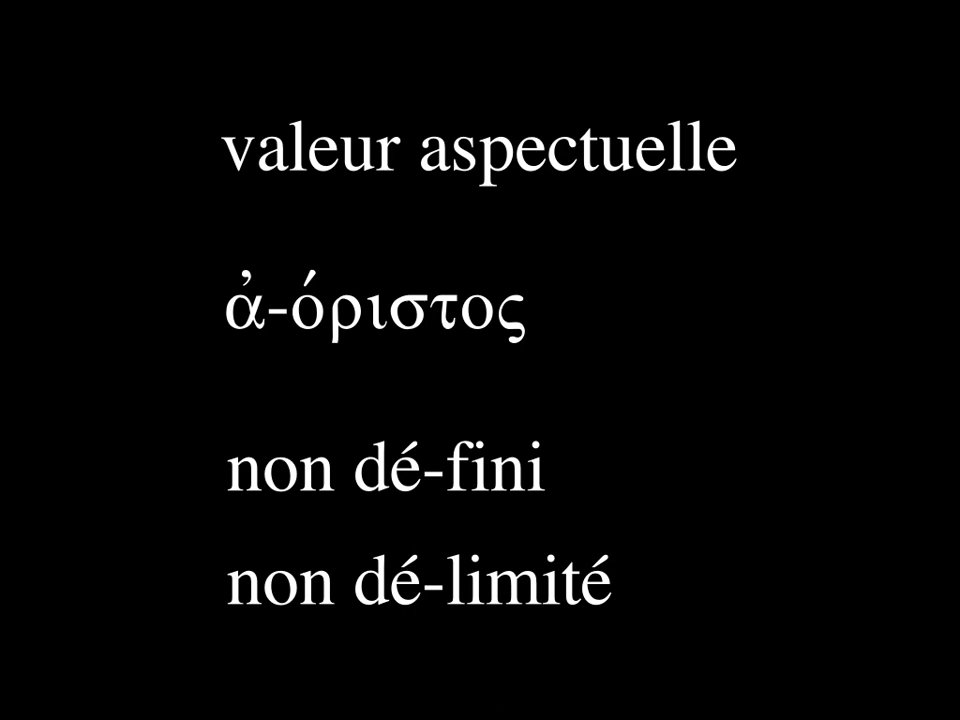 valeur aspectuelle
ἀ-όριστος
non dé-fini
non dé-limité